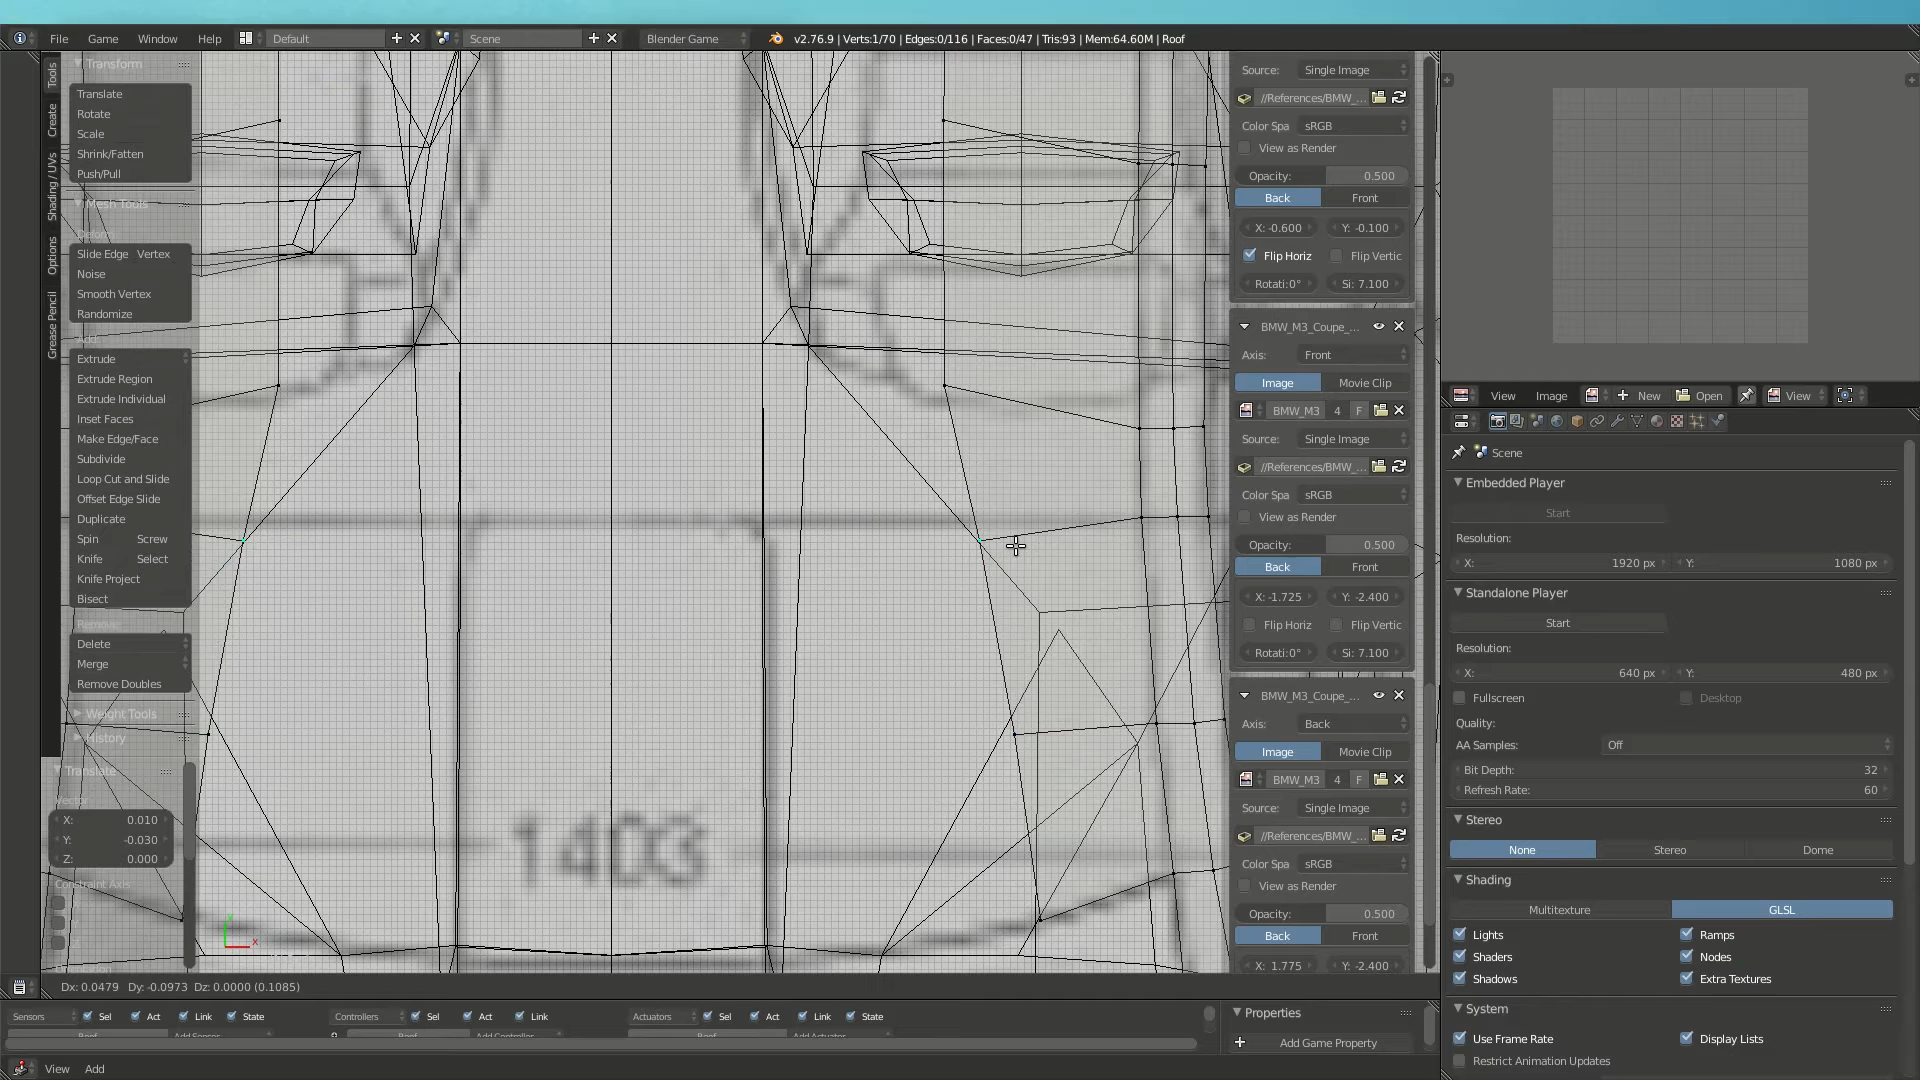 File Game Window Help Default Scene Blender Game v2.76.9 | Verts:1/70 | Edges:0/116 | Faces:0/47 | Tris:93 | Mem:64.60M | Roof
Tools
Create
Shading / UVs
Options
Grease Pencil
Transform
Translate
Rotate
Scale
Shrink/Fatten
Push/Pull
Mesh Tools
Deform:
Slide Edge Vertex
Noise
Smooth Vertex
Randomize
Add:
Extrude
Extrude Region
Extrude Individual
Inset Faces
Make Edge/Face
Subdivide
Loop Cut and Slide
Offset Edge Slide
Duplicate
Spin Screw
Knife Select
Knife Project
Bisect
Remove:
Delete
Merge
Remove Doubles
Weight Tools
History
Translate
Vector
X: 0.010
Y: -0.030
Z: 0.000
Constraint Axis
1403
y
x
Dx: 0.0479 Dy: -0.0973 Dz: 0.0000 (0.1085)
Source: Single Image
//References/BMW_...
Color Spa sRGB
View as Render
Opacity: 0.500
Back Front
X: -0.600 Y: -0.100
Flip Horiz Flip Vertic
Rotati:0° Si: 7.100
BMW_M3_Coupe_...
Axis: Front
Image Movie Clip
BMW_M3 4 F
Source: Single Image
//References/BMW_...
Color Spa sRGB
View as Render
Opacity: 0.500
Back Front
X: -1.725 Y: -2.400
Flip Horiz Flip Vertic
Rotati:0° Si: 7.100
BMW_M3_Coupe_...
Axis: Back
Image Movie Clip
BMW_M3 4 F
Source: Single Image
//References/BMW_...
Color Spa sRGB
View as Render
Opacity: 0.500
Back Front
X: 1.775 Y: -2.400
View Image New Open View
Scene
Embedded Player
Start
Resolution:
X: 1920 px Y: 1080 px
Standalone Player
Start
Resolution:
X: 640 px Y: 480 px
Fullscreen Desktop
Quality:
AA Samples: Off
Bit Depth: 32
Refresh Rate: 60
Stereo
None Stereo Dome
Shading
Multitexture GLSL
Lights Ramps
Shaders Nodes
Shadows Extra Textures
System
Use Frame Rate Display Lists
Restrict Animation Updates
Sensors Sel Act Link State Controllers Sel Act Link Actuators Sel Act Link State
Properties
Add Game Property
View Add